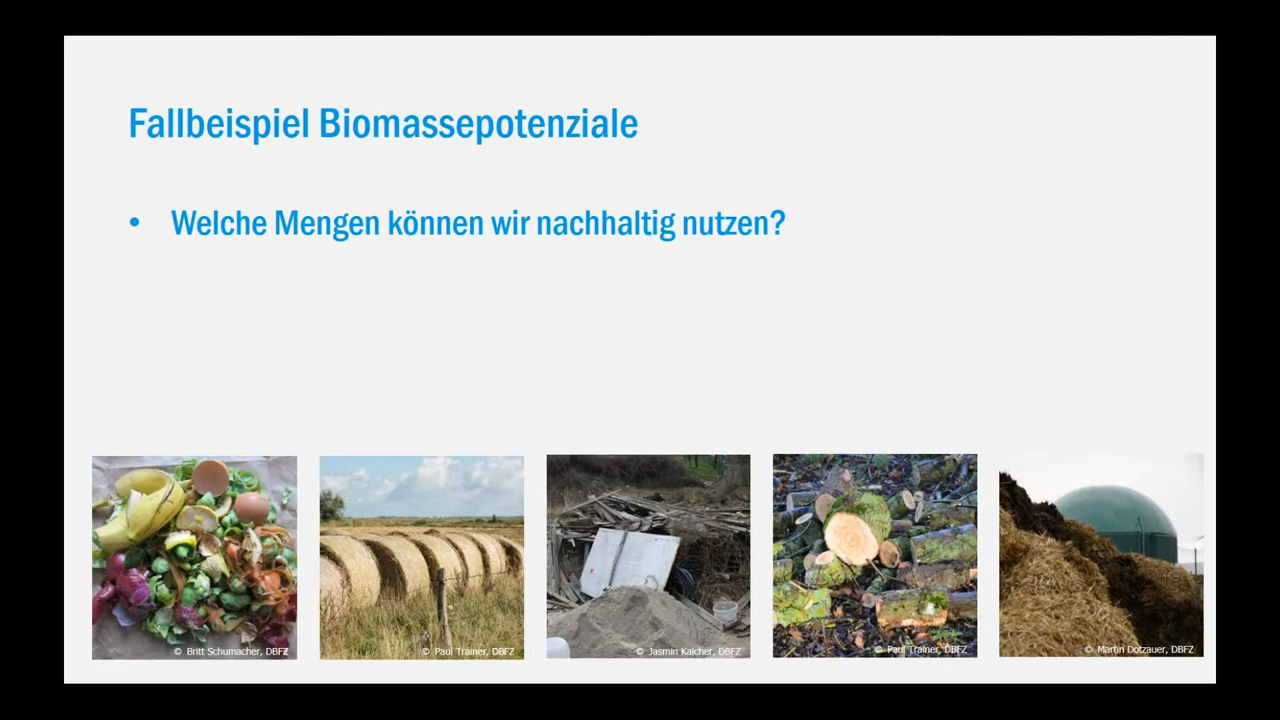 Fallbeispiel Biomassepotenziale
• Welche Mengen können wir nachhaltig nutzen?
© Britt Schumacher, DBFZ
© Paul Trainer, DBFZ
© Jasmin Kalcher, DBFZ
© Paul Trainer, DBFZ
© Martin Dotzauer, DBFZ